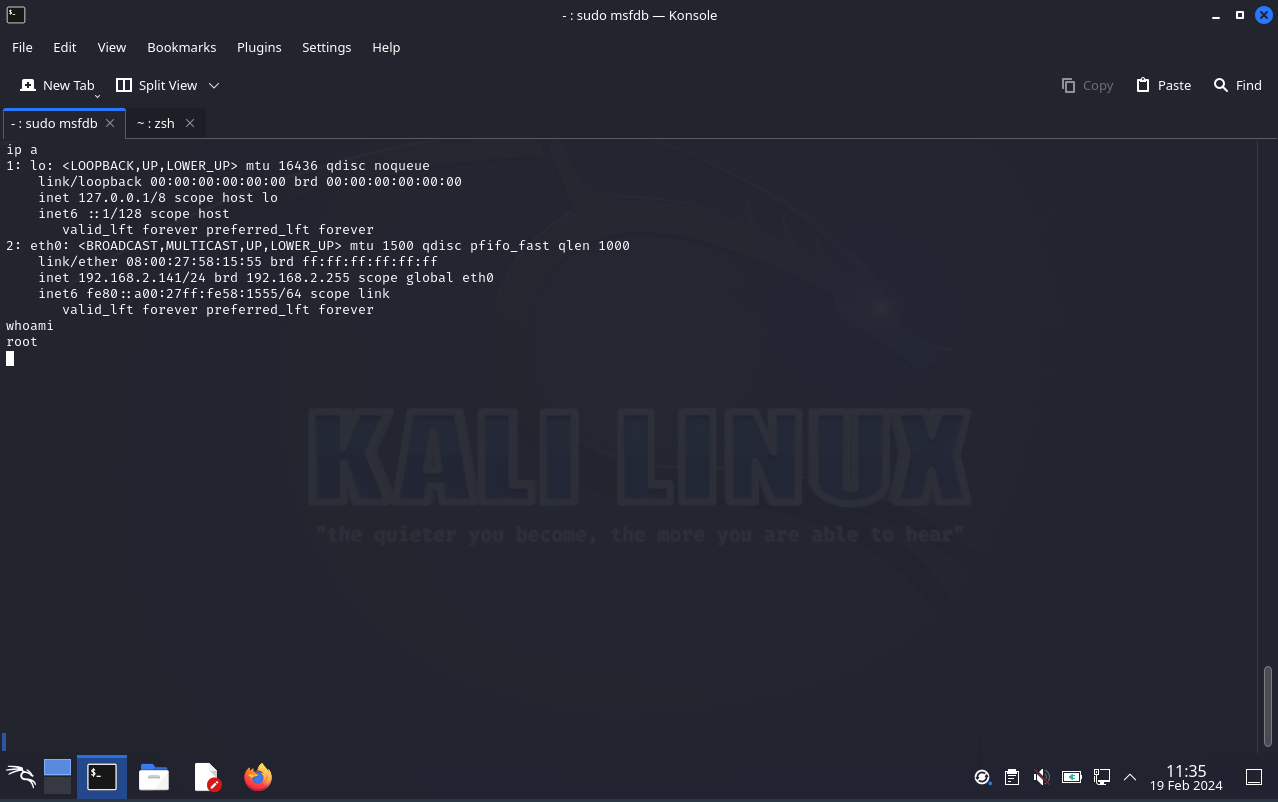 - : sudo msfdb — Konsole
File Edit View Bookmarks Plugins Settings Help
New Tab Split View Copy Paste Find
- : sudo msfdb ~ : zsh
ip a
1: lo: <LOOPBACK,UP,LOWER_UP> mtu 16436 qdisc noqueue
    link/loopback 00:00:00:00:00:00 brd 00:00:00:00:00:00
    inet 127.0.0.1/8 scope host lo
    inet6 ::1/128 scope host
       valid_lft forever preferred_lft forever
2: eth0: <BROADCAST,MULTICAST,UP,LOWER_UP> mtu 1500 qdisc pfifo_fast qlen 1000
    link/ether 08:00:27:58:15:55 brd ff:ff:ff:ff:ff:ff
    inet 192.168.2.141/24 brd 192.168.2.255 scope global eth0
    inet6 fe80::a00:27ff:fe58:1555/64 scope link
       valid_lft forever preferred_lft forever
whoami
root
KALI LINUX
"the quieter you become, the more you are able to hear"
11:35
19 Feb 2024